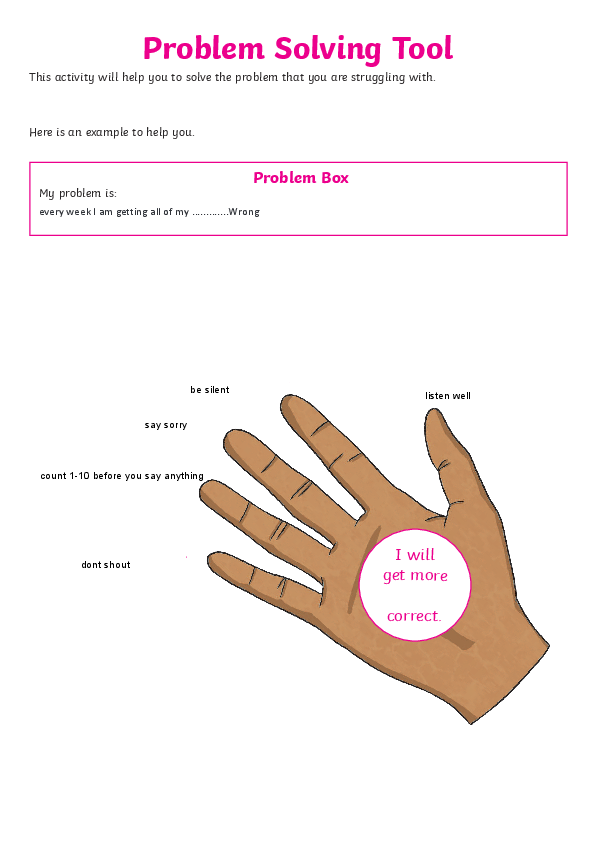 Problem Solving Tool
This activity will help you to solve the problem that you are struggling with.
Here is an example to help you.
Problem Box
My problem is:
every week I am getting all of my ............Wrong
be silent
listen well
say sorry
count 1-10 before you say anything
dont shout
I will
get more
correct.